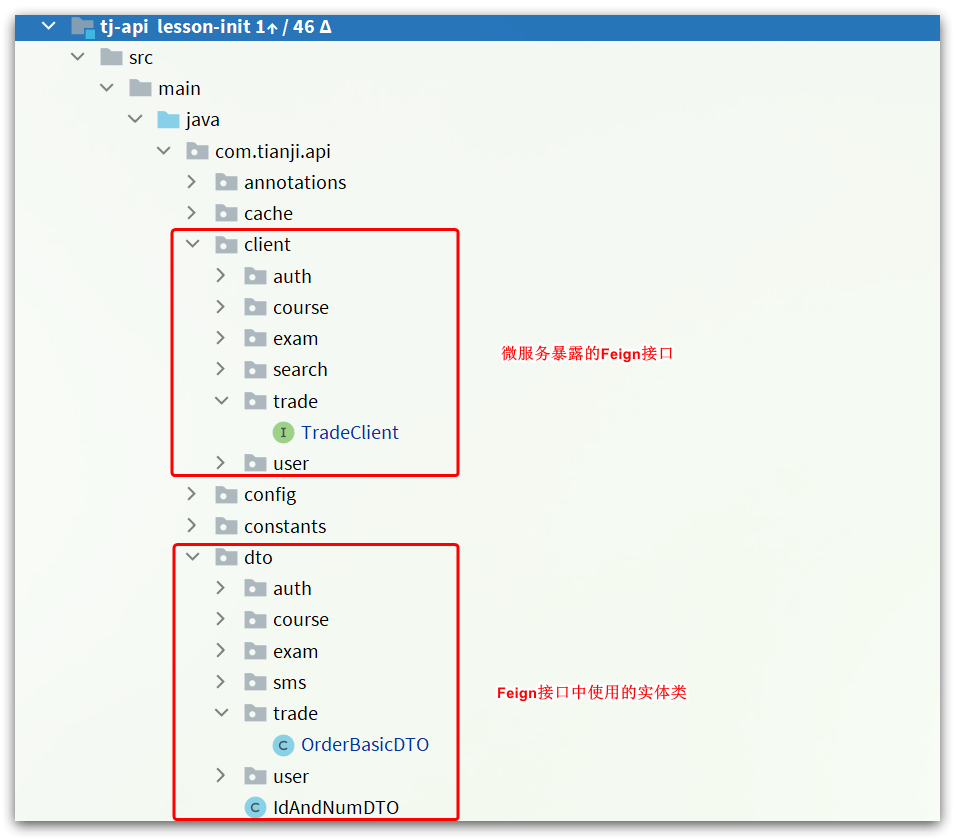 tj-api lesson-init 1↑ / 46 Δ
src
main
java
com.tianji.api
annotations
cache
client
auth
course
exam
search
trade
I TradeClient
user
微服务暴露的Feign接口
config
constants
dto
auth
course
exam
sms
trade
C OrderBasicDTO
user
C IdAndNumDTO
Feign接口中使用的实体类